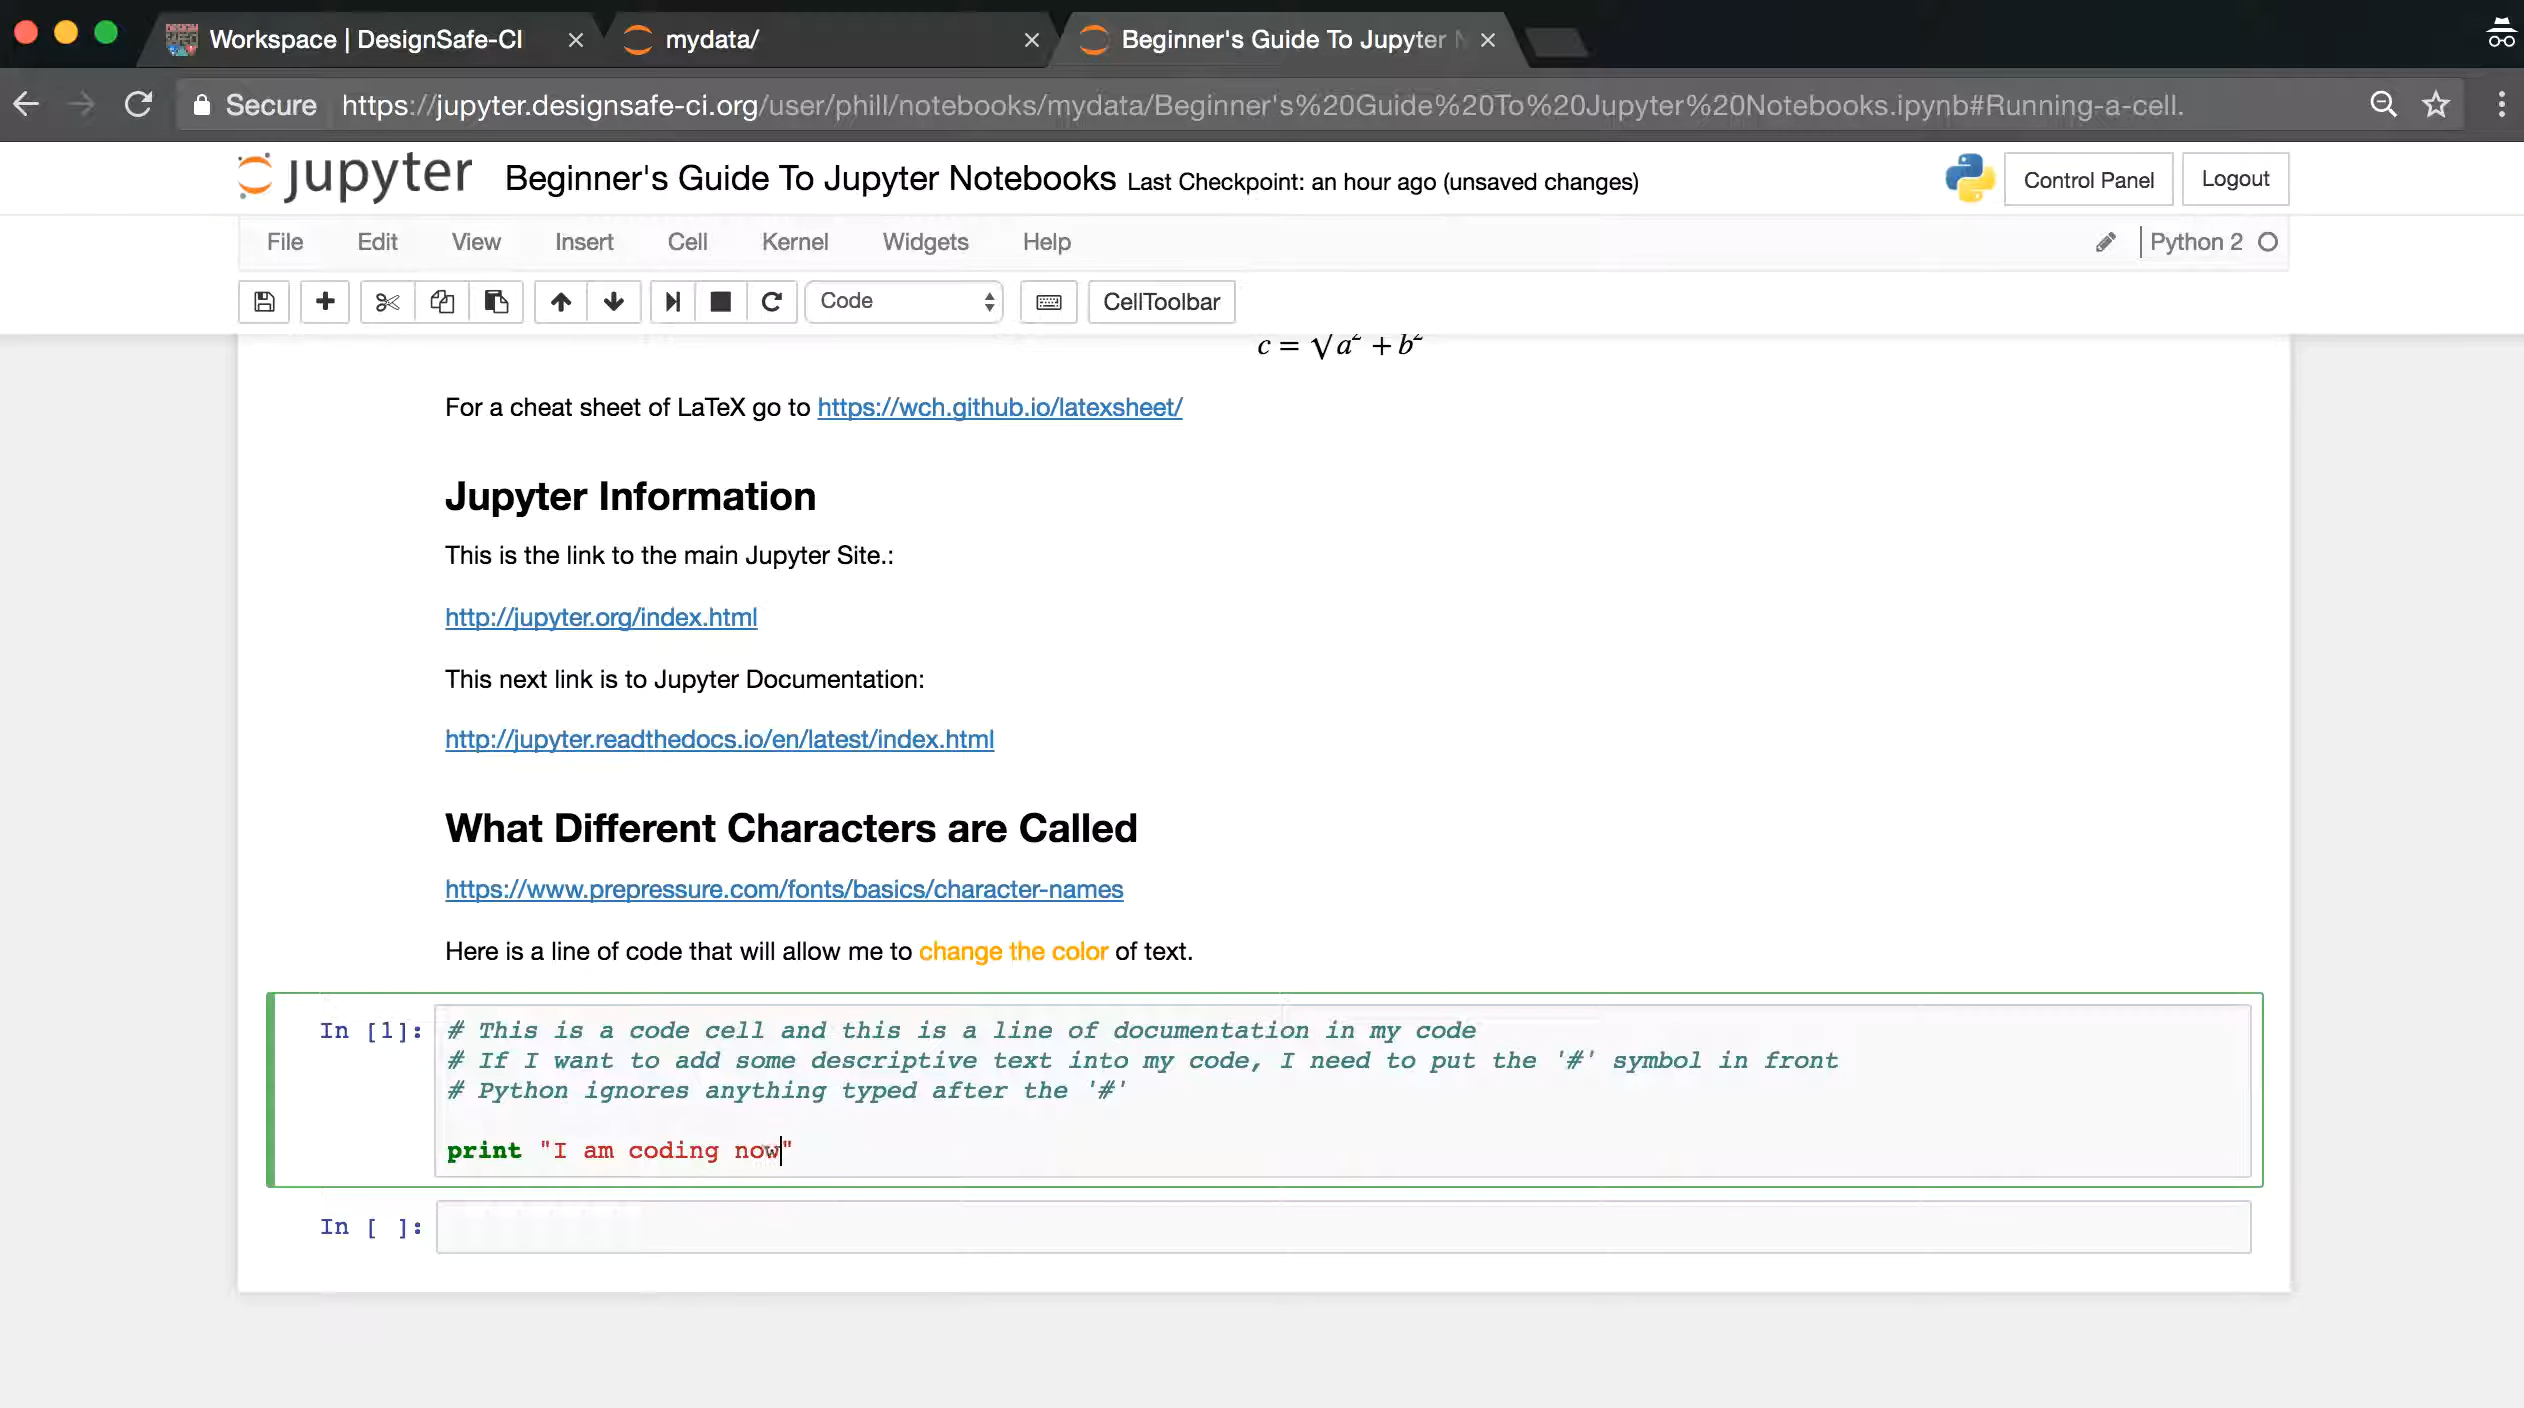 Workspace | DesignSafe-CI
mydata/
Beginner's Guide To Jupyter N
Secure https://jupyter.designsafe-ci.org/user/phill/notebooks/mydata/Beginner's%20Guide%20To%20Jupyter%20Notebooks.ipynb#Running-a-cell.
jupyter Beginner's Guide To Jupyter Notebooks Last Checkpoint: an hour ago (unsaved changes) Control Panel Logout
File Edit View Insert Cell Kernel Widgets Help Python 2
Code CellToolbar
c = √a² + b²
For a cheat sheet of LaTeX go to https://wch.github.io/latexsheet/
Jupyter Information
This is the link to the main Jupyter Site.:
http://jupyter.org/index.html
This next link is to Jupyter Documentation:
http://jupyter.readthedocs.io/en/latest/index.html
What Different Characters are Called
https://www.prepressure.com/fonts/basics/character-names
Here is a line of code that will allow me to change the color of text.
In [1]: # This is a code cell and this is a line of documentation in my code
# If I want to add some descriptive text into my code, I need to put the '#' symbol in front
# Python ignores anything typed after the '#'
print "I am coding now"
In [ ]: